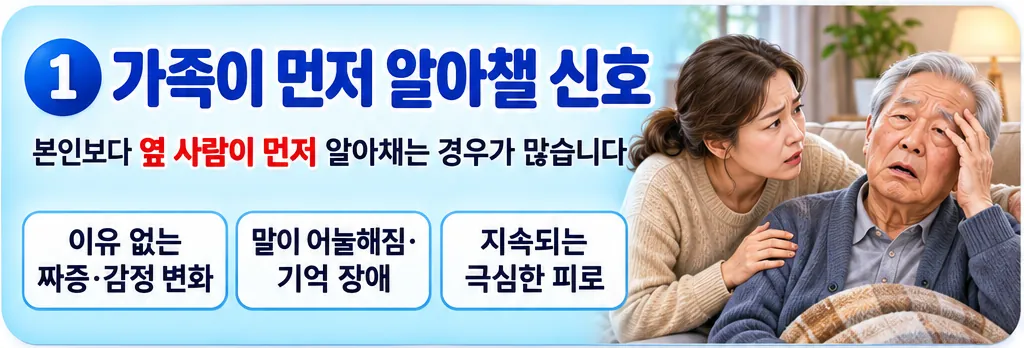 1 가족이 먼저 알아챌 신호
본인보다 옆 사람이 먼저 알아채는 경우가 많습니다
이유 없는
짜증·감정 변화
말이 어눌해짐·
기억 장애
지속되는
극심한 피로